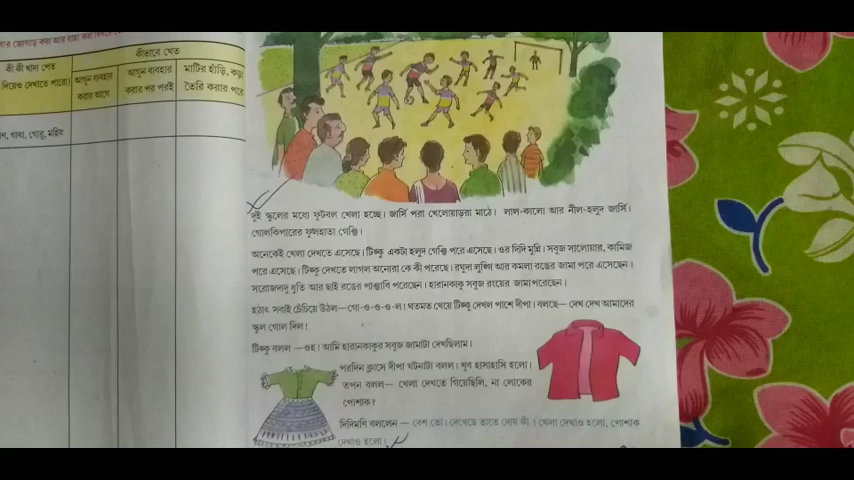 কীভাবে খেত
কী কী খাদ্য পেত
দিয়েও দেখাতে পারো)
আগুন ব্যবহার
করার আগে
আগুন ব্যবহার
করার পর পরই
মাটির হাঁড়ি, কড়া
তৈরি করার পরে
গাধা, গোরু, মহিষ
দুই স্কুলের মধ্যে ফুটবল খেলা হচ্ছে। জার্সি পরা খেলোয়াড়রা মাঠে। লাল-কালো আর নীল-হলুদ জার্সি।
গোলকিপারের ফুলহাতা গেঞ্জি।
অনেকেই খেলা দেখতে এসেছে। টিঙ্কু একটা হলুদ গেঞ্জি পরে এসেছে। ওর দিদি মুন্নি। সবুজ সালোয়ার, কামিজ
পরে এসেছে। টিঙ্কু দেখতে লাগল অন্যেরা কে কী পরেছে। রঘুদা লুঙ্গি আর কমলা রঙের জামা পরে এসেছেন।
সরোজদাদু ধুতি আর ছাই রঙের পাঞ্জাবি পরেছেন। হারানকাকু সবুজ রংয়ের জামা পরেছেন।
হঠাৎ সবাই চেঁচিয়ে উঠল—গো-ও-ও-ও-ল! থতমত খেয়ে টিঙ্কু দেখল পাশে দীপা। বলছে— দেখ দেখ আমাদের
স্কুল গোল দিল!
টিঙ্কু বলল —ওহ! আমি হারানকাকুর সবুজ জামাটা দেখছিলাম।
পরদিন ক্লাসে দীপা ঘটনাটা বলল। খুব হাসাহাসি হলো।
তপন বলল— খেলা দেখতে গিয়েছিলি, না লোকের
পোশাক?
দিদিমণি বললেন — বেশ তো। দেখেছে তাতে দোষ কী! খেলা দেখাও হলো, পোশাক
দেখাও হলো।